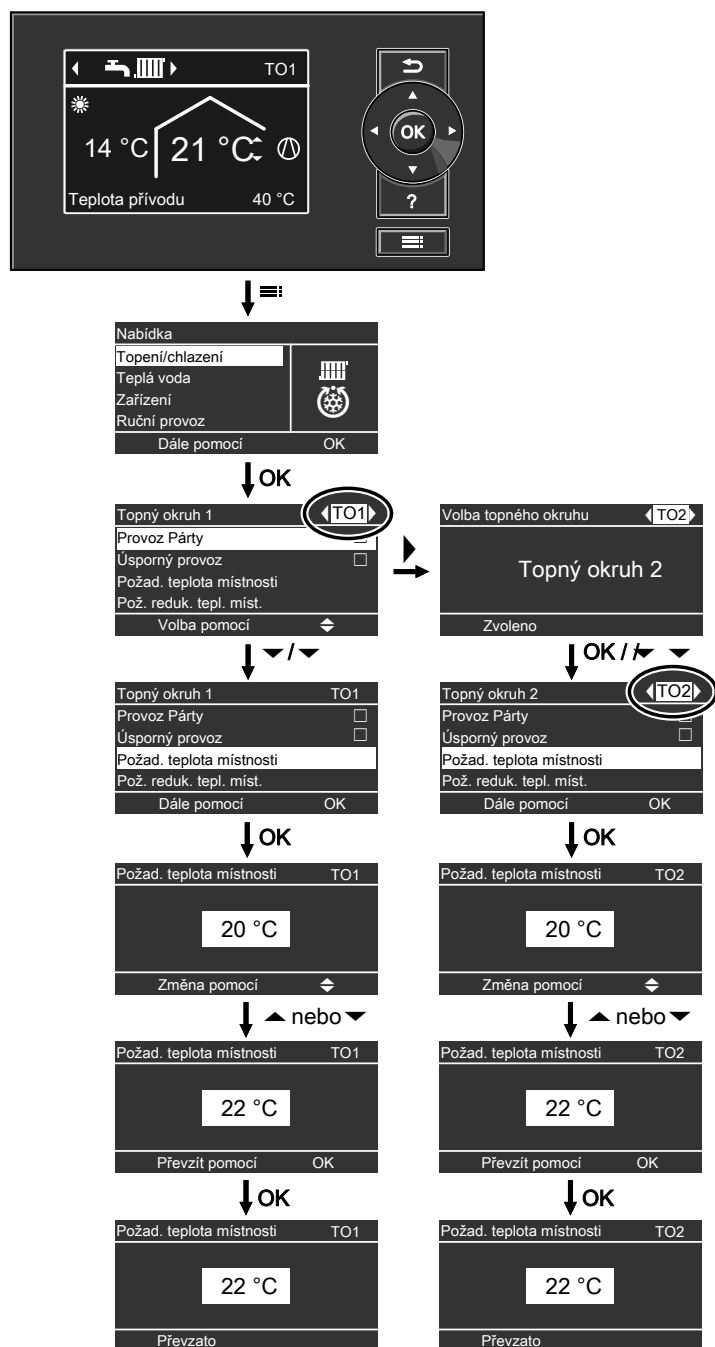 TO1
14 °C 21 °C
Teplota přívodu 40 °C
OK
?
Nabídka
Topení/chlazení
Teplá voda
Zařízení
Ruční provoz
Dále pomocí OK
OK
Topný okruh 1 TO1
Provoz Párty
Úsporný provoz
Požad. teplota místnosti
Pož. reduk. tepl. míst.
Volba pomocí
Volba topného okruhu TO2
Topný okruh 2
Zvoleno
/
OK / /
Topný okruh 1 TO1
Provoz Párty
Úsporný provoz
Požad. teplota místnosti
Pož. reduk. tepl. míst.
Dále pomocí OK
Topný okruh 2 TO2
Provoz Párty
Úsporný provoz
Požad. teplota místnosti
Pož. reduk. tepl. míst.
Dále pomocí OK
OK
OK
Požad. teplota místnosti TO1
20 °C
Změna pomocí
Požad. teplota místnosti TO2
20 °C
Změna pomocí
nebo
nebo
Požad. teplota místnosti TO1
22 °C
Převzít pomocí OK
Požad. teplota místnosti TO2
22 °C
Převzít pomocí OK
OK
OK
Požad. teplota místnosti TO1
22 °C
Převzato
Požad. teplota místnosti TO2
22 °C
Převzato